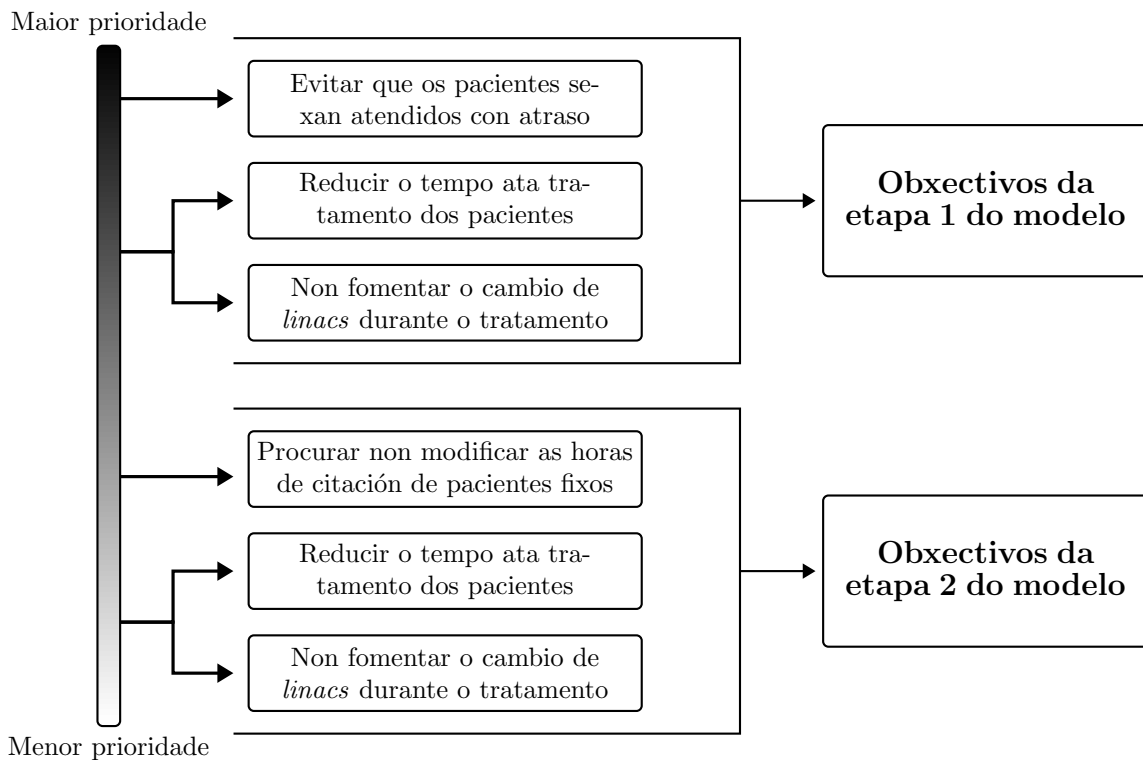 Maior prioridade
Evitar que os pacientes se-
xan atendidos con atraso
Reducir o tempo ata tra-
tamento dos pacientes
Non fomentar o cambio de
linacs durante o tratamento
Obxectivos da
etapa 1 do modelo
Procurar non modificar as horas
de citación de pacientes fixos
Reducir o tempo ata tra-
tamento dos pacientes
Non fomentar o cambio de
linacs durante o tratamento
Obxectivos da
etapa 2 do modelo
Menor prioridade